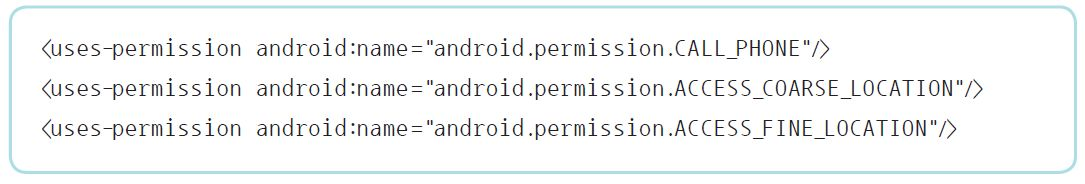 <uses-permission android:name="android.permission.CALL_PHONE"/>
<uses-permission android:name="android.permission.ACCESS_COARSE_LOCATION"/>
<uses-permission android:name="android.permission.ACCESS_FINE_LOCATION"/>